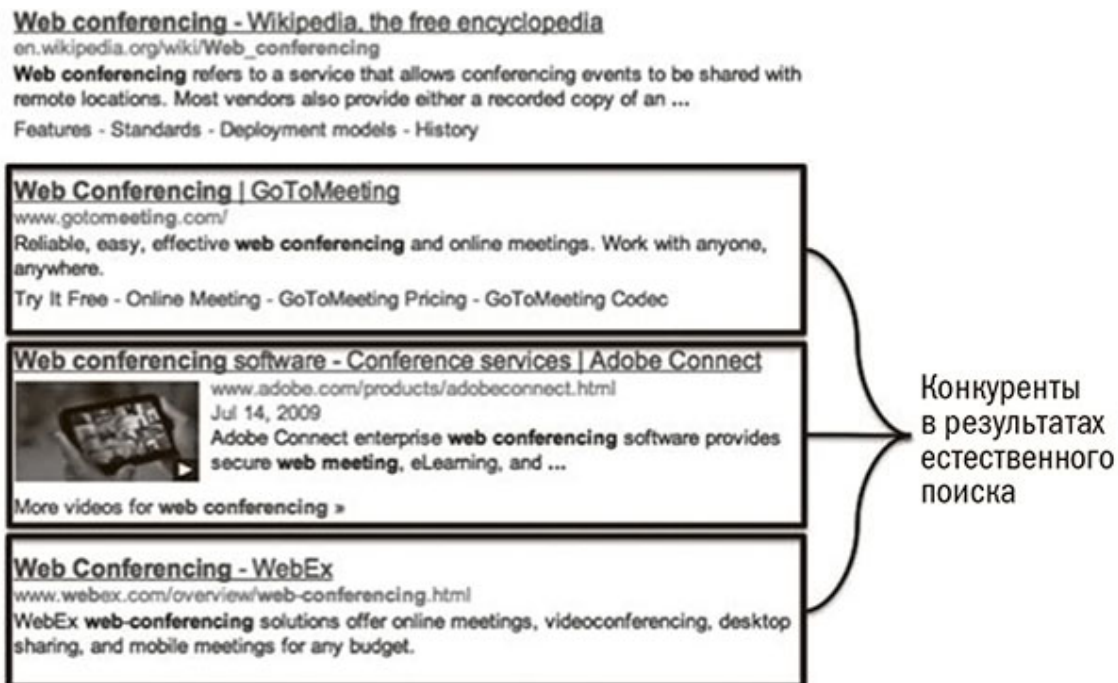 Web conferencing - Wikipedia, the free encyclopedia
en.wikipedia.org/wiki/Web_conferencing
Web conferencing refers to a service that allows conferencing events to be shared with
remote locations. Most vendors also provide either a recorded copy of an ...
Features - Standards - Deployment models - History
Web Conferencing | GoToMeeting
www.gotomeeting.com/
Reliable, easy, effective web conferencing and online meetings. Work with anyone,
anywhere.
Try It Free - Online Meeting - GoToMeeting Pricing - GoToMeeting Codec
Web conferencing software - Conference services | Adobe Connect
www.adobe.com/products/adobeconnect.html
Jul 14, 2009
Adobe Connect enterprise web conferencing software provides
secure web meeting, eLearning, and ...
More videos for web conferencing »
Web Conferencing - WebEx
www.webex.com/overview/web-conferencing.html
WebEx web-conferencing solutions offer online meetings, videoconferencing, desktop
sharing, and mobile meetings for any budget.
Конкуренты
в результатах
естественного
поиска